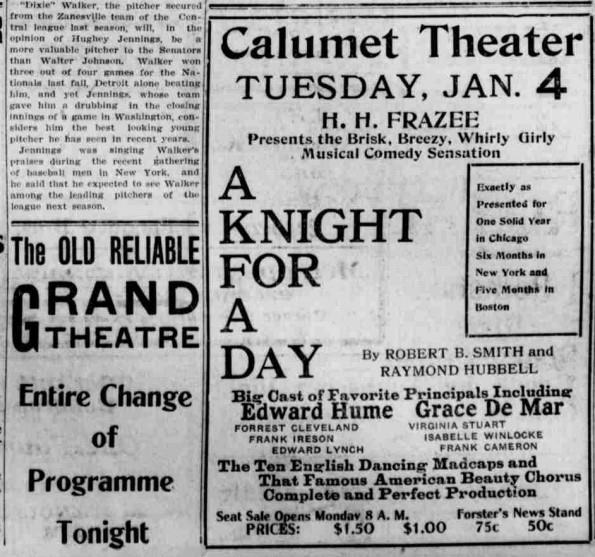 "Dixie" Walker, the pitcher secured
from the Zanesville team of the Cen-
tral league last season, will, in the
opinion of Hughey Jennings, be a
more valuable pitcher to the Senators
than Walter Johnson. Walker won
three out of four games for the Na-
tionals last fall, Detroit alone beating
him, and yet Jennings, whose team
gave him a drubbing in the closing
innings of a game in Washington, con-
siders him the best looking young
pitcher he has seen in recent years.
Jennings was singing Walker's
praises during the recent gathering
of baseball men in New York, and
he said that he expected to see Walker
among the leading pitchers of the
league next season.
The OLD RELIABLE
GRAND
THEATRE
Entire Change
of
Programme
Tonight
Calumet Theater
TUESDAY, JAN. 4
H. H. FRAZEE
Presents the Brisk, Breezy, Whirly Girly
Musical Comedy Sensation
A
KNIGHT
FOR
A
DAY
Exactly as
Presented for
One Solid Year
in Chicago
Six Months in
New York and
Five Months in
Boston
By ROBERT B. SMITH and
RAYMOND HUBBELL
Big Cast of Favorite Principals Including
Edward Hume Grace De Mar
FORREST CLEVELAND VIRGINIA STUART
FRANK IRESON ISABELLE WINLOCKE
EDWARD LYNCH FRANK CAMERON
The Ten English Dancing Madcaps and
That Famous American Beauty Chorus
Complete and Perfect Production
Seat Sale Opens Monday 8 A. M. Forster's News Stand
PRICES: $1.50 $1.00 75c 50c